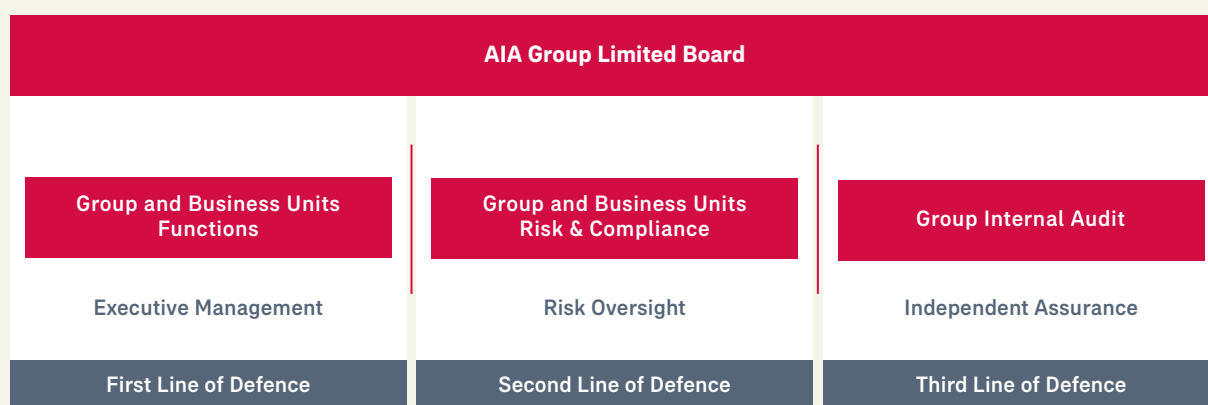 AIA Group Limited Board
Group and Business Units
Functions
Executive Management
First Line of Defence
Group and Business Units
Risk & Compliance
Risk Oversight
Second Line of Defence
Group Internal Audit
Independent Assurance
Third Line of Defence